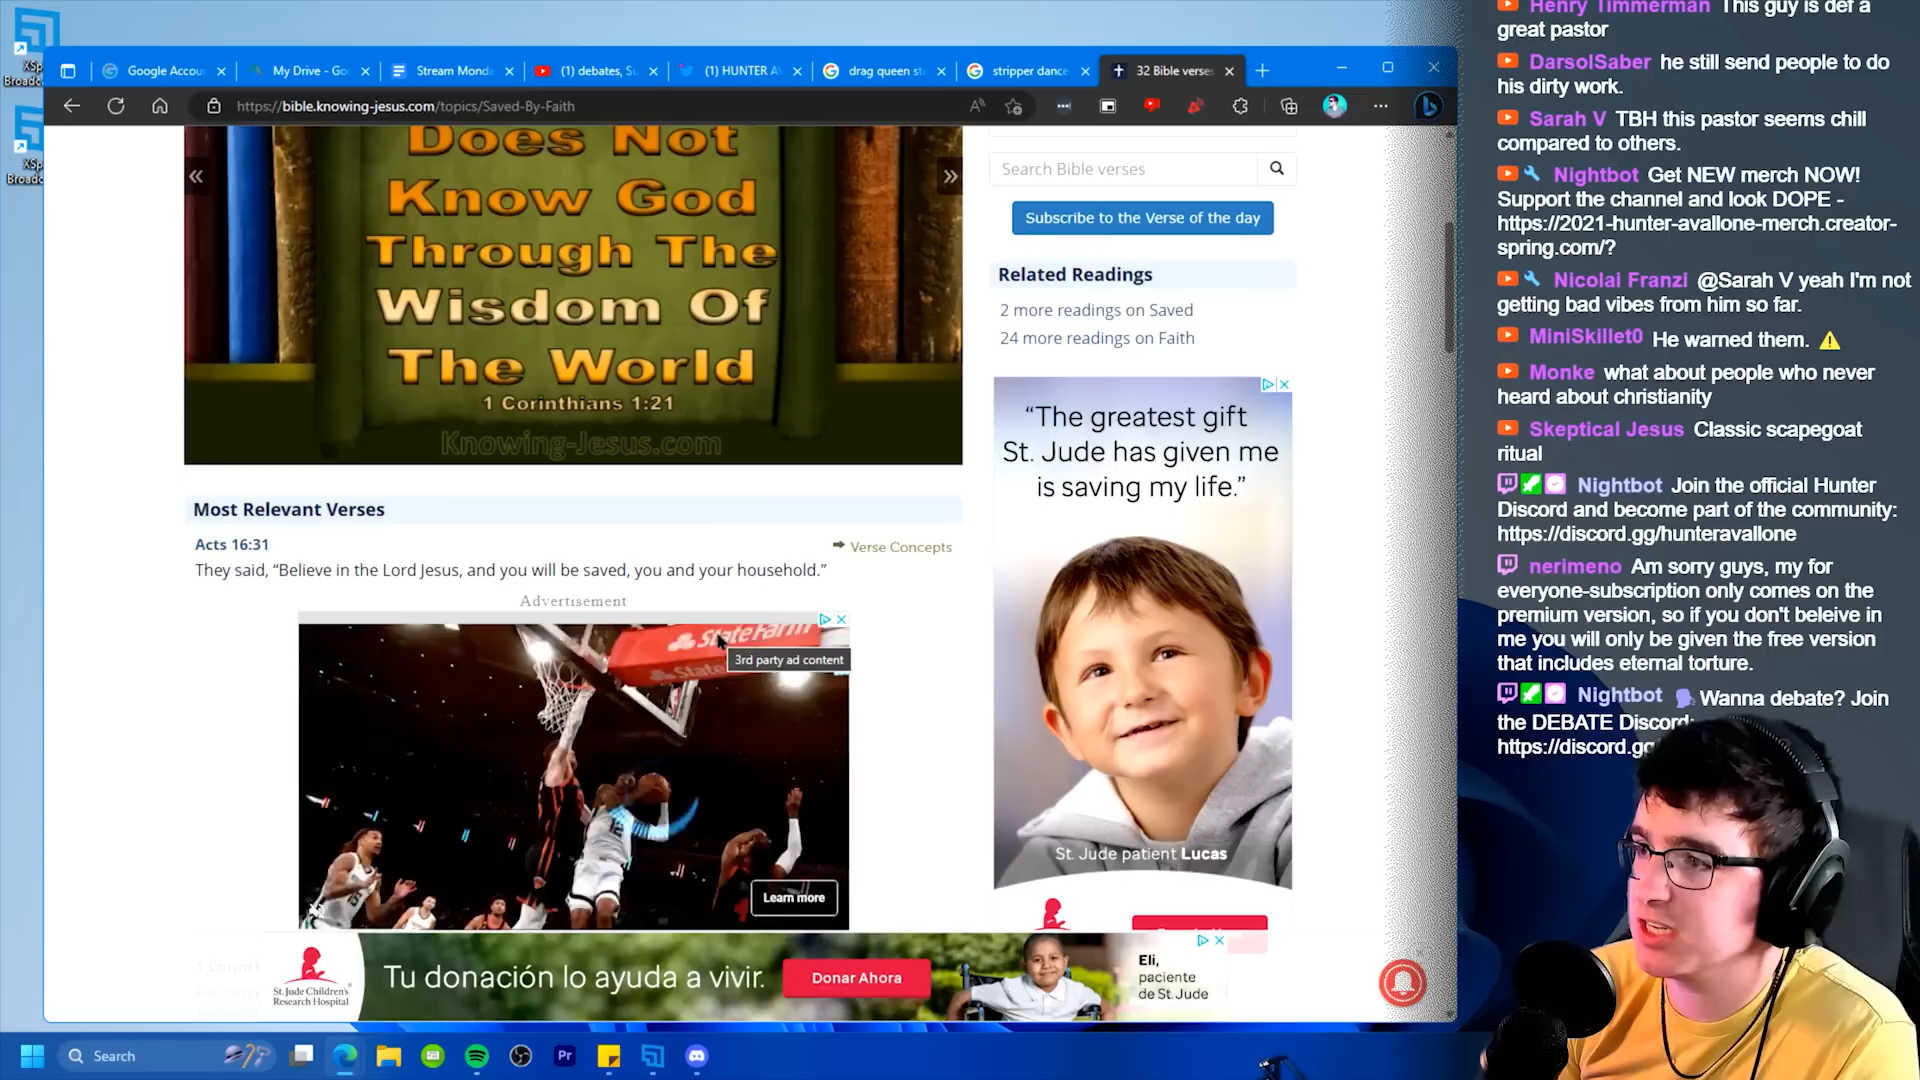 XSp
Broadc
XSp
Broadc
Google Accou
My Drive - Go
Stream Monda
(1) debates, Su
(1) HUNTER A
drag queen st
stripper dance
32 Bible verses
https://bible.knowing-jesus.com/topics/Saved-By-Faith
Does Not
Know God
Through The
Wisdom Of
The World
1 Corinthians 1:21
Knowing-Jesus.com
Search Bible verses
Subscribe to the Verse of the day
Related Readings
2 more readings on Saved
24 more readings on Faith
"The greatest gift
St. Jude has given me
is saving my life."
St. Jude patient Lucas
Most Relevant Verses
Acts 16:31
Verse Concepts
They said, "Believe in the Lord Jesus, and you will be saved, you and your household."
Advertisement
StateFarm
State
3rd party ad content
Learn more
1 Corint
St. Jude Children's
Research Hospital
Tu donación lo ayuda a vivir.
Donar Ahora
Eli,
paciente
de St. Jude
Search
Pr
Henry Timmerman This guy is def a
great pastor
DarsolSaber he still send people to do
his dirty work.
Sarah V TBH this pastor seems chill
compared to others.
Nightbot Get NEW merch NOW!
Support the channel and look DOPE -
https://2021-hunter-avallone-merch.creator-
spring.com/?
Nicolai Franzi @Sarah V yeah I'm not
getting bad vibes from him so far.
MiniSkillet0 He warned them. ⚠️
Monke what about people who never
heard about christianity
Skeptical Jesus Classic scapegoat
ritual
Nightbot Join the official Hunter
Discord and become part of the community:
https://discord.gg/hunteravallone
nerimeno Am sorry guys, my for
everyone-subscription only comes on the
premium version, so if you don't beleive in
me you will only be given the free version
that includes eternal torture.
Nightbot 🗣 Wanna debate? Join
the DEBATE Discord:
https://discord.gg